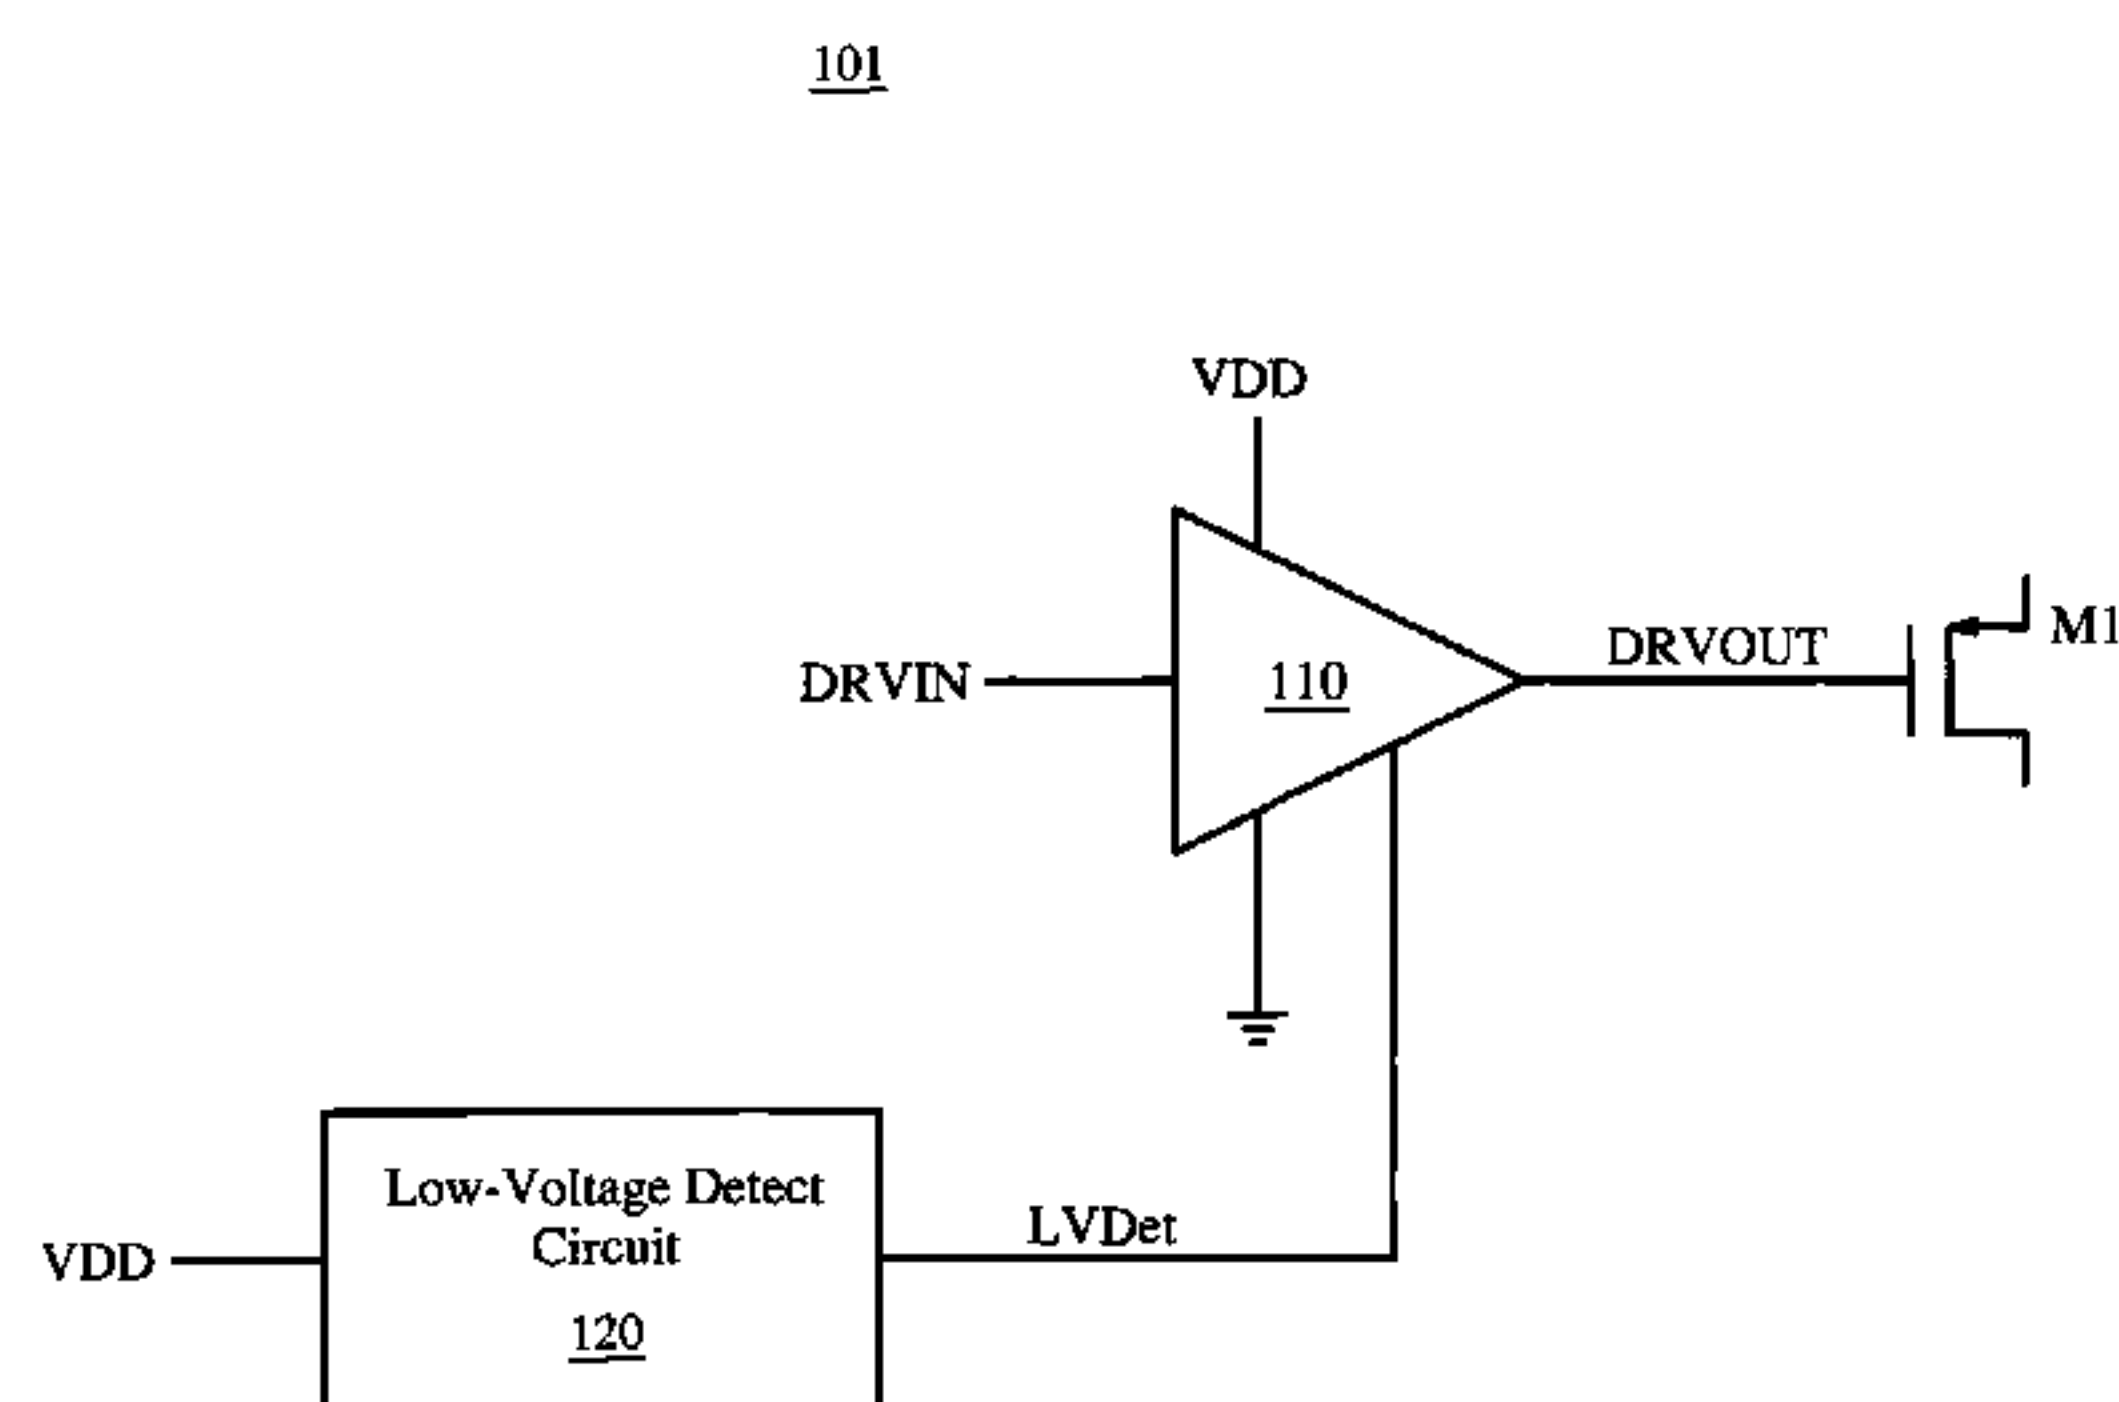 101
VDD
DRVIN
110
DRVOUT
M1
Low-Voltage Detect
Circuit
120
VDD
LVDet